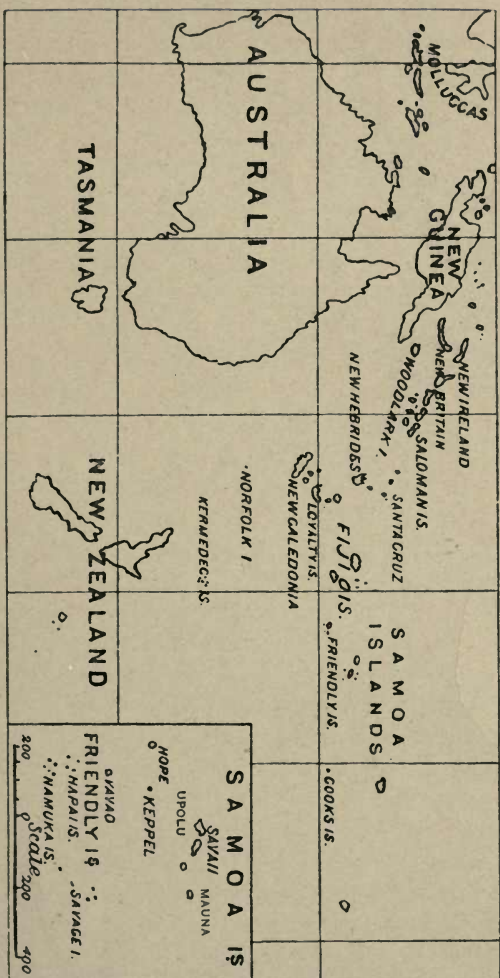 MOLLUCCAS
NEW
GUINEA
NEW IRELAND
NEW BRITAIN
SALOMAN IS.
WOODLARK I.
SANTA CRUZ
NEW HEBRIDES
AUSTRALIA
SAMOA
ISLANDS
FIJI IS.
FRIENDLY IS.
COOKS IS.
LOYALTY IS.
NEW CALEDONIA
NORFOLK I.
KERMEDEC IS.
TASMANIA
NEW ZEALAND
SAMOA IS
SAVAII
UPOLU
MAUNA
HOPE
KEPPEL
VAVAO
FRIENDLY IS
HAPAI IS.
SAVAGE I.
NAMUKA IS.
Scale
200 0 200 400